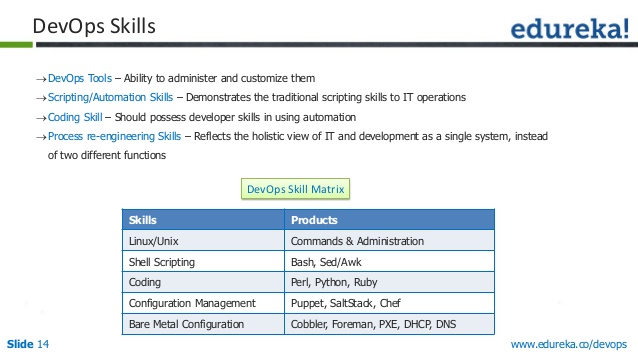 DevOps Skills
edureka!
→DevOps Tools – Ability to administer and customize them
→Scripting/Automation Skills – Demonstrates the traditional scripting skills to IT operations
→Coding Skill – Should possess developer skills in using automation
→Process re-engineering Skills – Reflects the holistic view of IT and development as a single system, instead
of two different functions
DevOps Skill Matrix
Skills Products
Linux/Unix Commands & Administration
Shell Scripting Bash, Sed/Awk
Coding Perl, Python, Ruby
Configuration Management Puppet, SaltStack, Chef
Bare Metal Configuration Cobbler, Foreman, PXE, DHCP, DNS
Slide 14 www.edureka.co/devops